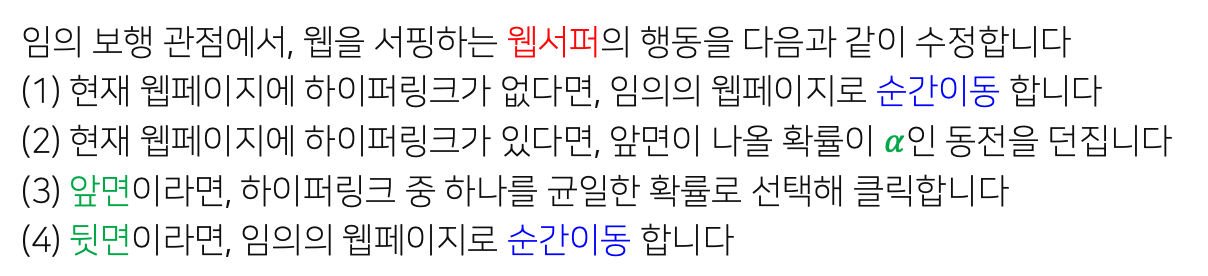 임의 보행 관점에서, 웹을 서핑하는 웹서퍼의 행동을 다음과 같이 수정합니다
(1) 현재 웹페이지에 하이퍼링크가 없다면, 임의의 웹페이지로 순간이동 합니다
(2) 현재 웹페이지에 하이퍼링크가 있다면, 앞면이 나올 확률이 α인 동전을 던집니다
(3) 앞면이라면, 하이퍼링크 중 하나를 균일한 확률로 선택해 클릭합니다
(4) 뒷면이라면, 임의의 웹페이지로 순간이동 합니다